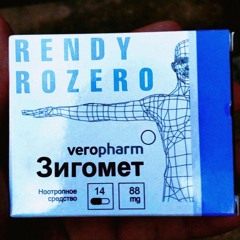 RENDY
ROZERO
veropharm
Зигомет
Ноотропное
средство
14
88
mg